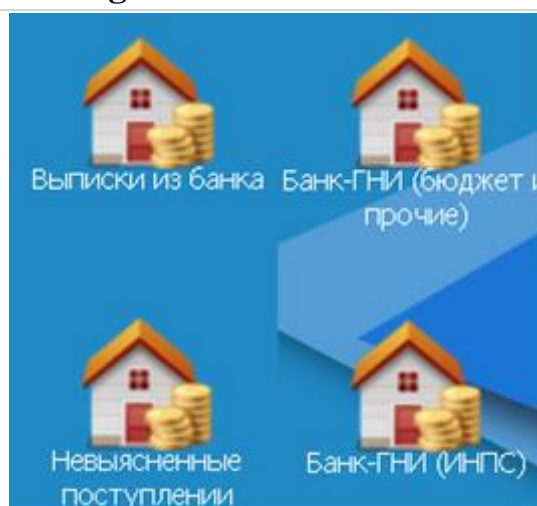 Выписки из банка
Банк-ГНИ (бюджет и
прочие)
Невыясненные
поступлении
Банк-ГНИ (ИНПС)